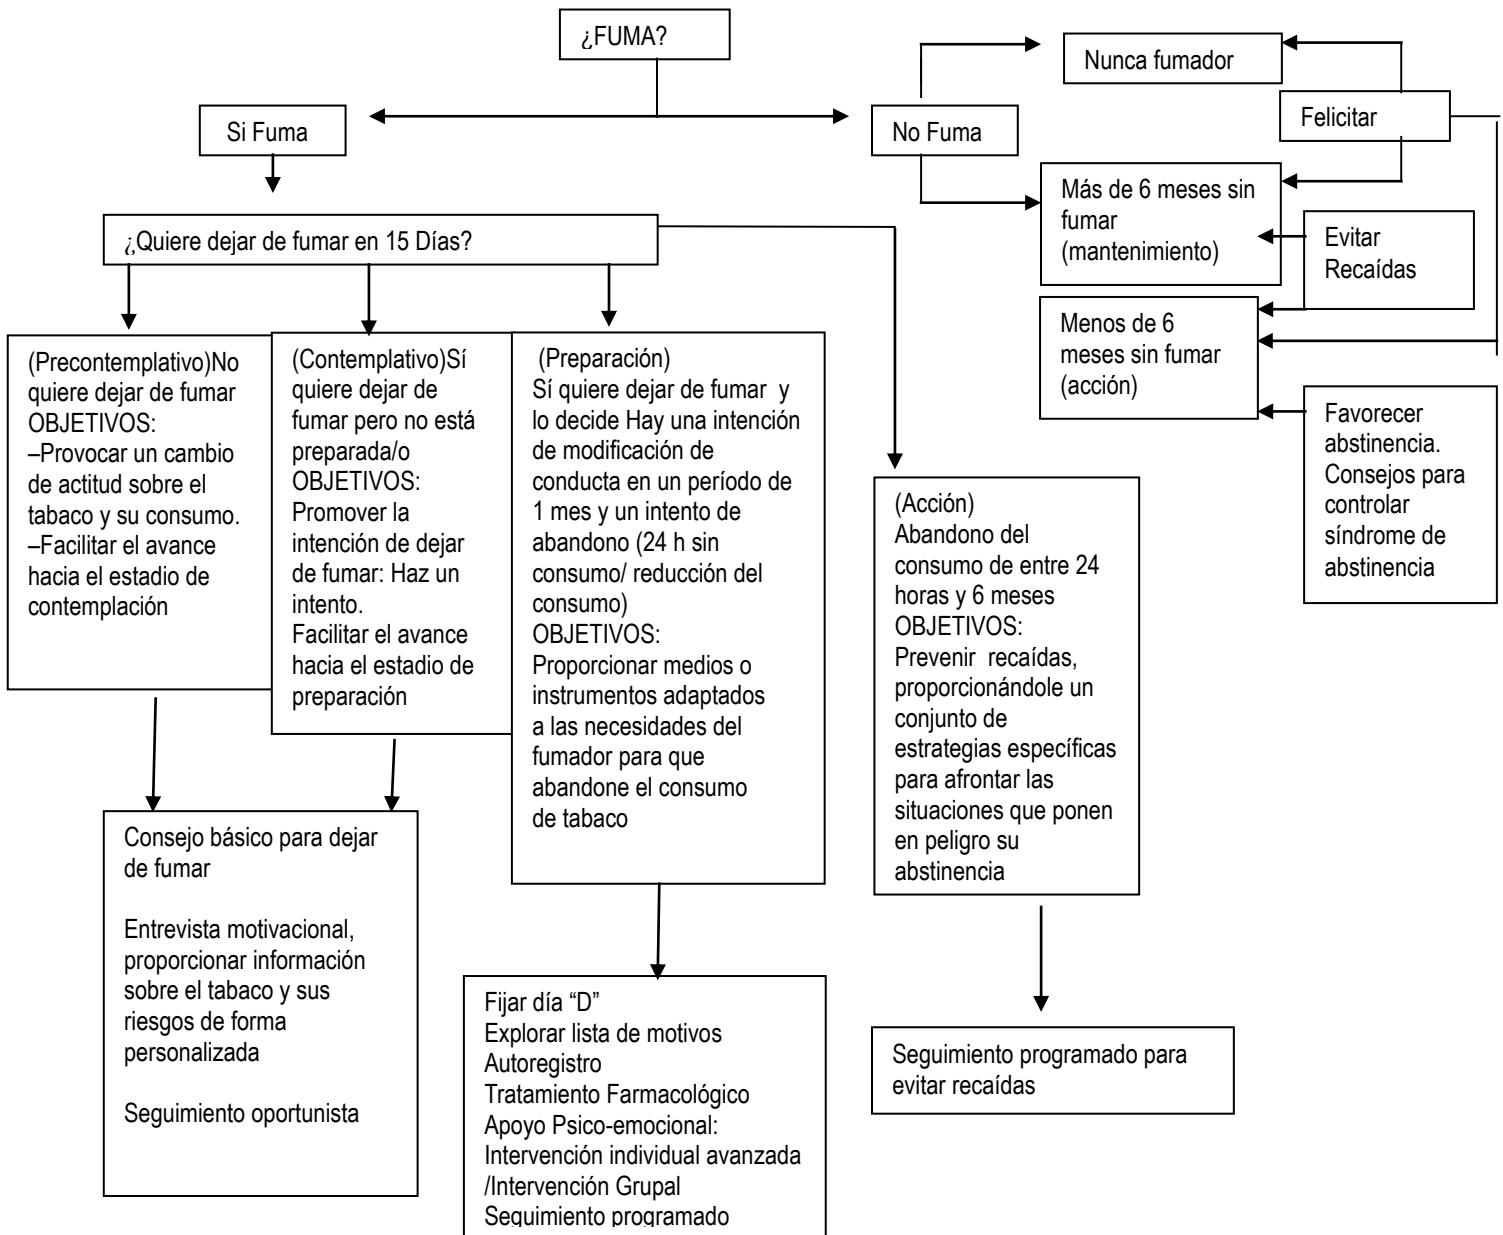 ¿FUMA?
Nunca fumador
Felicitar
Si Fuma
No Fuma
Más de 6 meses sin
fumar
(mantenimiento)
Evitar
Recaídas
¿Quiere dejar de fumar en 15 Días?
Menos de 6
meses sin fumar
(acción)
Favorecer
abstinencia.
Consejos para
controlar
síndrome de
abstinencia
(Precontemplativo)No
quiere dejar de fumar
OBJETIVOS:
–Provocar un cambio
de actitud sobre el
tabaco y su consumo.
–Facilitar el avance
hacia el estadio de
contemplación
(Contemplativo)Sí
quiere dejar de
fumar pero no está
preparada/o
OBJETIVOS:
Promover la
intención de dejar
de fumar: Haz un
intento.
Facilitar el avance
hacia el estadio de
preparación
(Preparación)
Sí quiere dejar de fumar y
lo decide Hay una intención
de modificación de
conducta en un período de
1 mes y un intento de
abandono (24 h sin
consumo/ reducción del
consumo)
OBJETIVOS:
Proporcionar medios o
instrumentos adaptados
a las necesidades del
fumador para que
abandone el consumo
de tabaco
(Acción)
Abandono del
consumo de entre 24
horas y 6 meses
OBJETIVOS:
Prevenir recaídas,
proporcionándole un
conjunto de
estrategias específicas
para afrontar las
situaciones que ponen
en peligro su
abstinencia
Consejo básico para dejar
de fumar
Entrevista motivacional,
proporcionar información
sobre el tabaco y sus
riesgos de forma
personalizada
Seguimiento oportunista
Fijar día “D”
Explorar lista de motivos
Autoregistro
Tratamiento Farmacológico
Apoyo Psico-emocional:
Intervención individual avanzada
/Intervención Grupal
Seguimiento programado
Seguimiento programado para
evitar recaídas